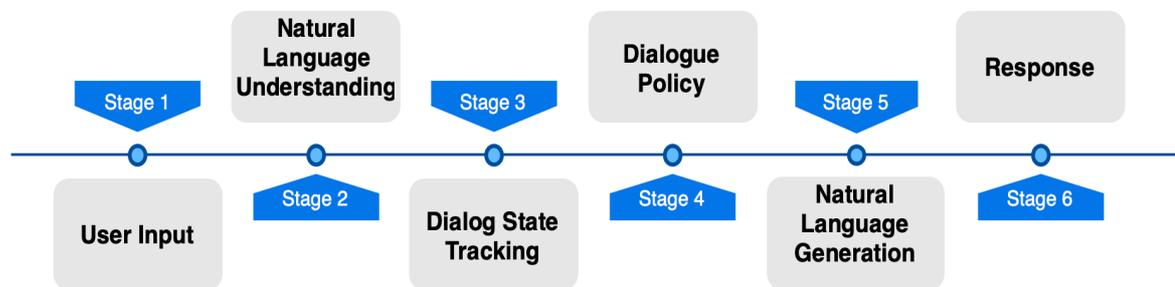 Stage 1
User Input
Natural
Language
Understanding
Stage 2
Stage 3
Dialog State
Tracking
Dialogue
Policy
Stage 4
Stage 5
Natural
Language
Generation
Response
Stage 6